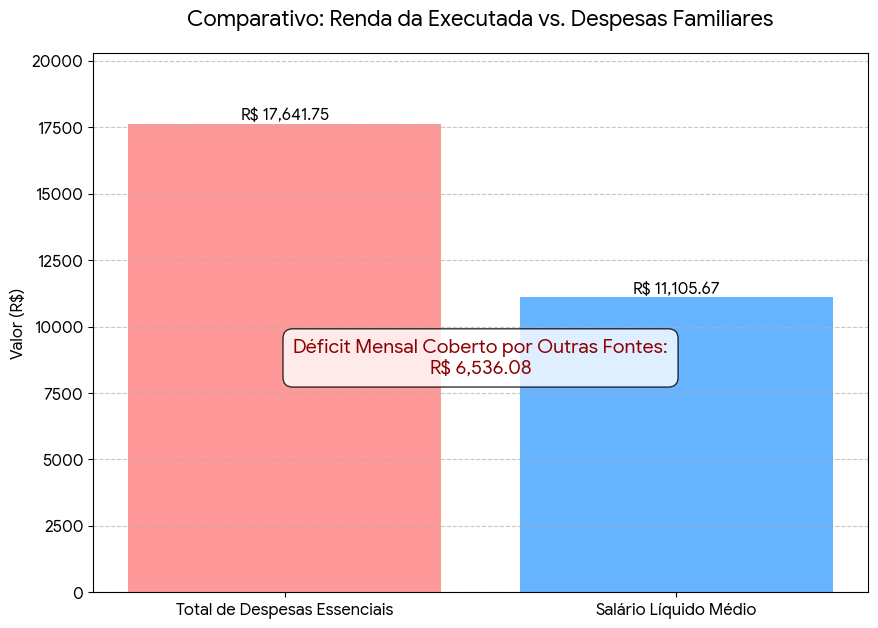 Comparativo: Renda da Executada vs. Despesas Familiares
20000
17500
15000
12500
10000
7500
5000
2500
0
Valor (R$)
R$ 17,641.75
R$ 11,105.67
Déficit Mensal Coberto por Outras Fontes:
R$ 6,536.08
Total de Despesas Essenciais
Salário Líquido Médio